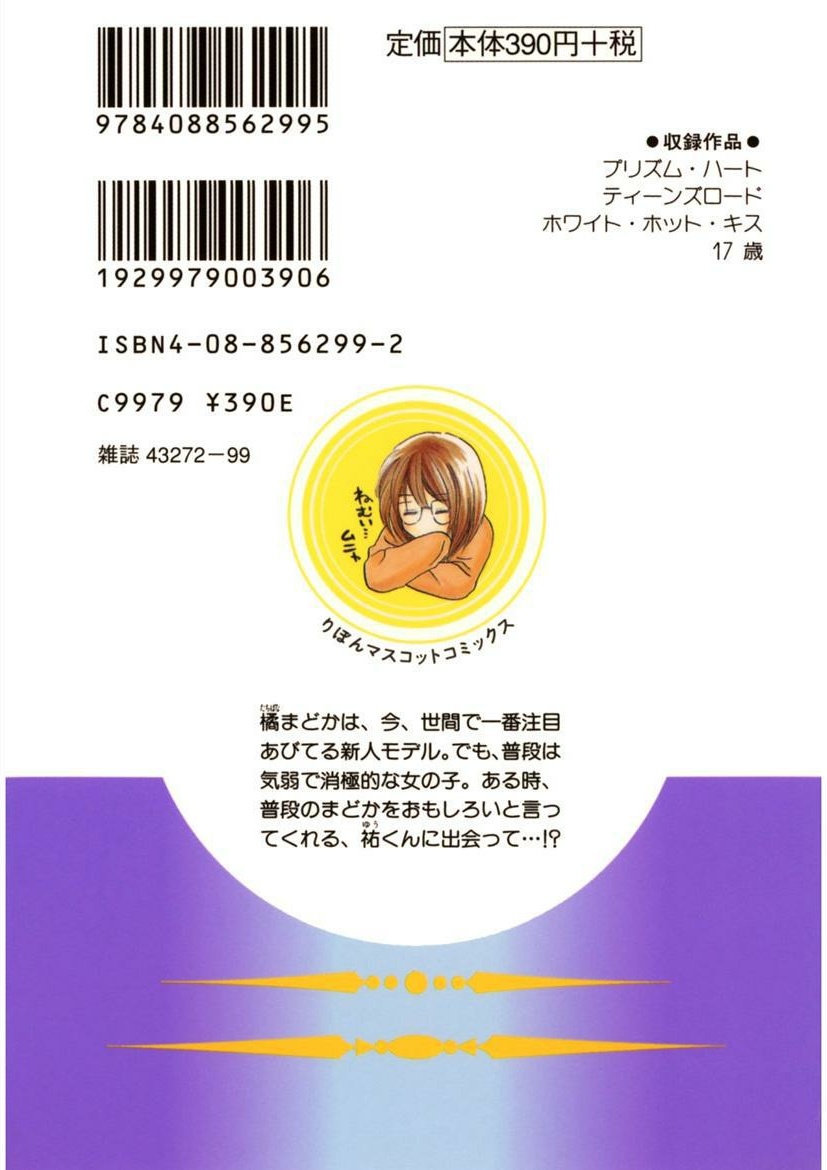 9784088562995
定価本体390円+税
●収録作品●
プリズム・ハート
ティーンズロード
ホワイト・ホット・キス
17 歳
1929979003906
ISBN4-08-856299-2
C9979 ¥390E
雑誌 43272-99
ねむい…
ムニャ
りぼんマスコットコミックス
たちばな
橘まどかは、今、世間で一番注目
あびてる新人モデル。でも、普段は
気弱で消極的な女の子。ある時、
普段のまどかをおもしろいと言っ
ゆう
てくれる、祐くんに出会って…!?